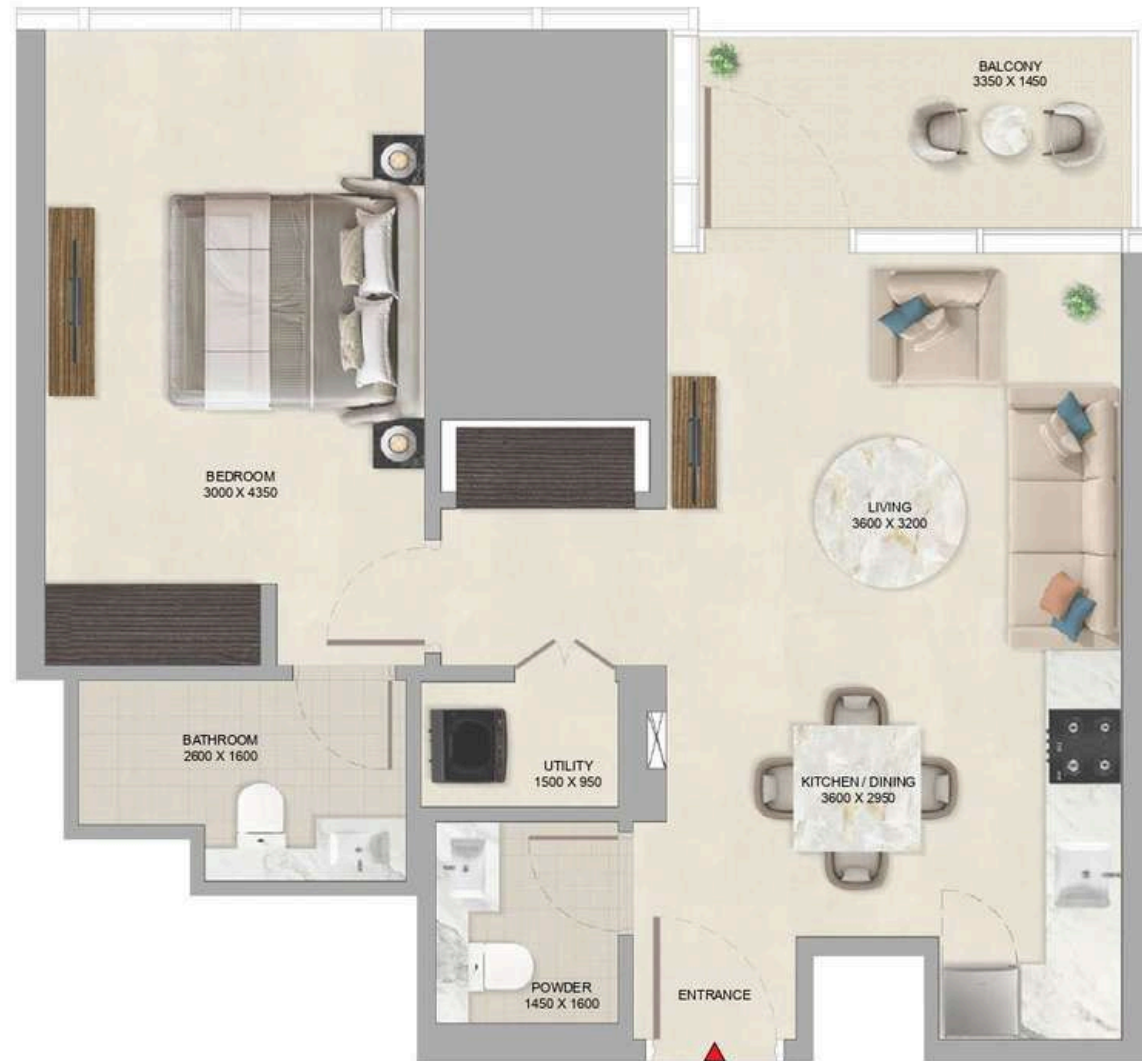 BALCONY
3350 X 1450
BEDROOM
3000 X 4350
LIVING
3600 X 3200
BATHROOM
2600 X 1600
UTILITY
1500 X 950
KITCHEN / DINING
3600 X 2950
POWDER
1450 X 1600
ENTRANCE